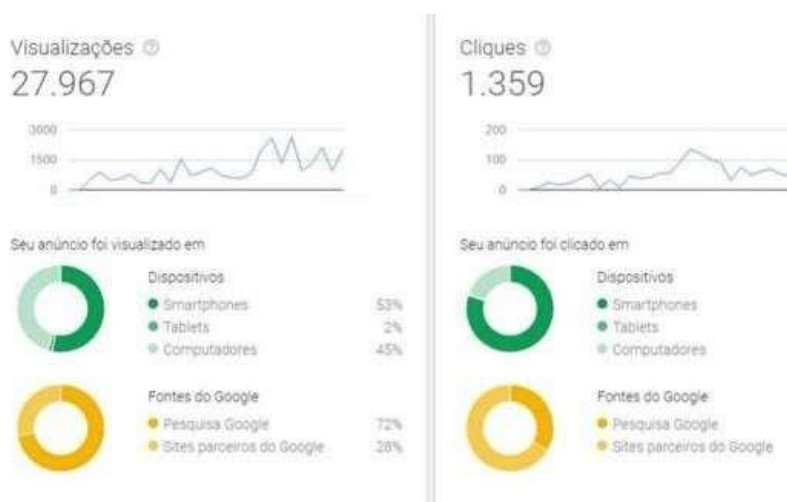 Visualizações
27.967
3000
1500
0
Seu anúncio foi visualizado em
Dispositivos
Smartphones 53%
Tablets 2%
Computadores 45%
Fontes do Google
Pesquisa Google 72%
Sites parceiros do Google 28%
Cliques
1.359
200
100
0
Seu anúncio foi clicado em
Dispositivos
Smartphones
Tablets
Computadores
Fontes do Google
Pesquisa Google
Sites parceiros do Google